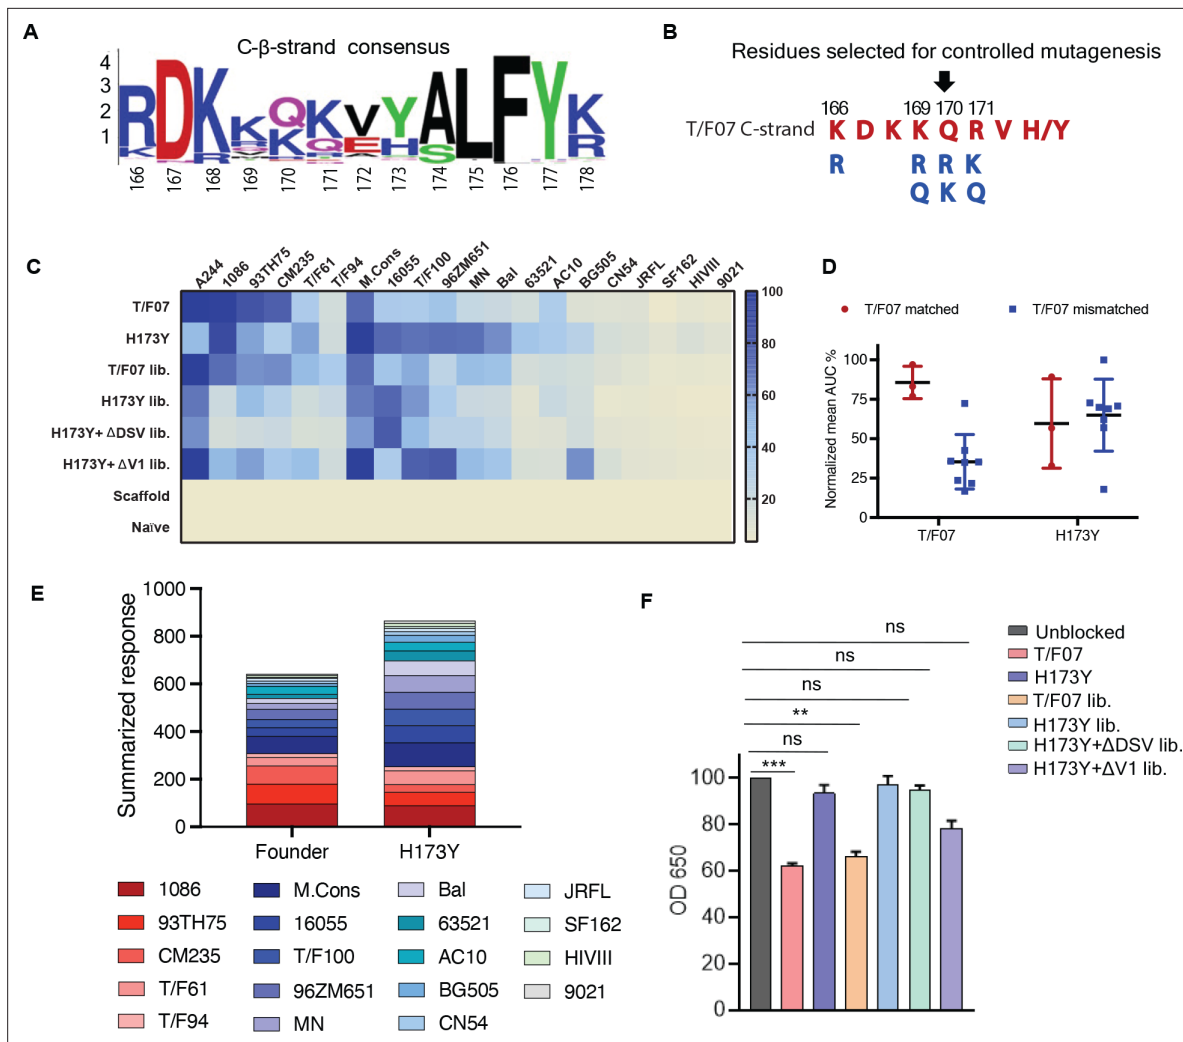 A
C-β-strand consensus
4
3
2
1
R D K K Q K V Y A L F Y K
K R K Q E H S R
166 167 168 169 170 171 172 173 174 175 176 177 178
B
Residues selected for controlled mutagenesis
166 169 170 171
T/F07 C-strand K D K K Q R V H/Y
R R R K
Q K Q
C
A244 1086 93TH75 CM235 T/F61 T/F94 M.Cons 16055 T/F100 96ZM651 MN Bal 63521 AC10 BG505 CN54 JRFL SF162 HIVIII 9021
T/F07
H173Y
T/F07 lib.
H173Y lib.
H173Y+ ΔDSV lib.
H173Y+ ΔV1 lib.
Scaffold
Naïve
100
80
60
40
20
D
T/F07 matched T/F07 mismatched
Normalized mean AUC %
100
75
50
25
0
T/F07 H173Y
E
Summarized response
1000
800
600
400
200
0
Founder H173Y
1086 M.Cons Bal JRFL
93TH75 16055 63521 SF162
CM235 T/F100 AC10 HIVIII
T/F61 96ZM651 BG505 9021
T/F94 MN CN54
F
ns
ns
ns
**
ns
***
OD 650
100
80
60
40
20
0
Unblocked
T/F07
H173Y
T/F07 lib.
H173Y lib.
H173Y+ΔDSV lib.
H173Y+ΔV1 lib.